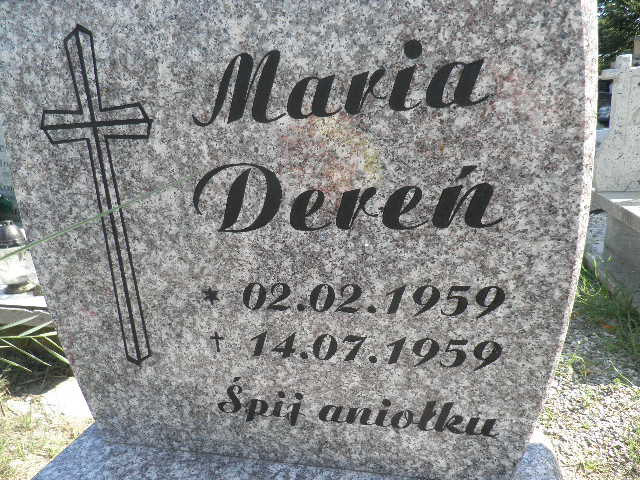 Maria
Dereń
* 02.02.1959
† 14.07.1959
Śpij aniołku